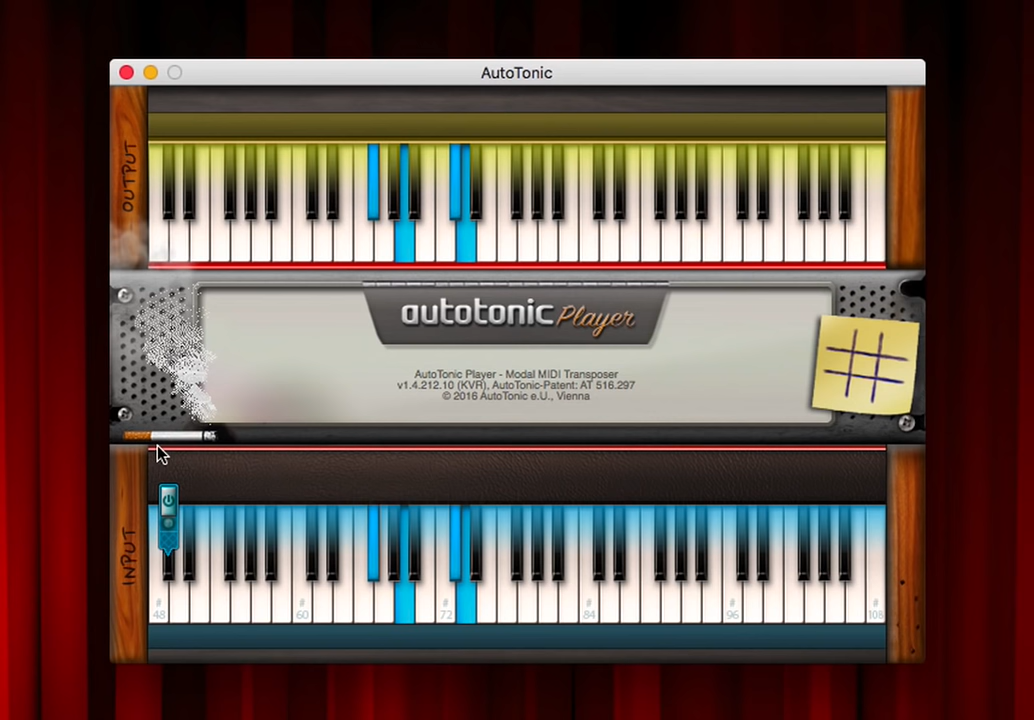 AutoTonic
OUTPUT
autotonic Player
AutoTonic Player - Modal MIDI Transposer
v1.4.212.10 (KVR), AutoTonic-Patent: AT 516.297
© 2016 AutoTonic e.U., Vienna
INPUT
# # # # # #
48 60 72 84 96 108